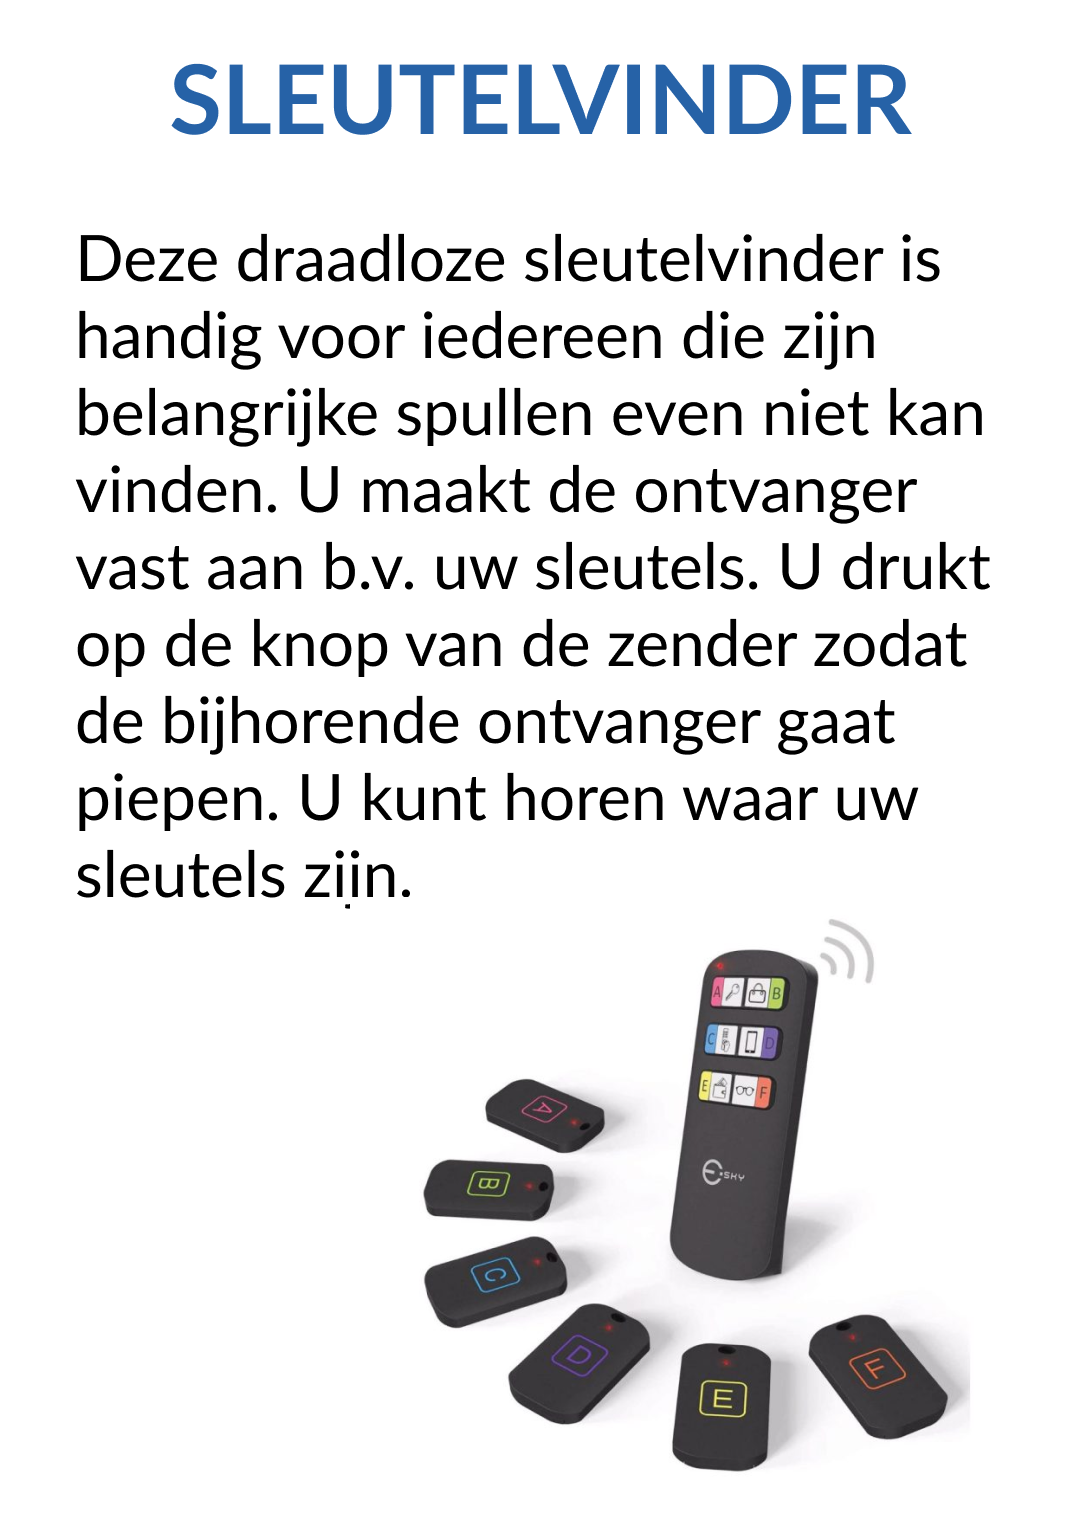 SLEUTELVINDER
Deze draadloze sleutelvinder is
handig voor iedereen die zijn
belangrijke spullen even niet kan
vinden. U maakt de ontvanger
vast aan b.v. uw sleutels. U drukt
op de knop van de zender zodat
de bijhorende ontvanger gaat
piepen. U kunt horen waar uw
sleutels zijn.
A B
C D
E F
E-SKY
A
B
C
D
E
F